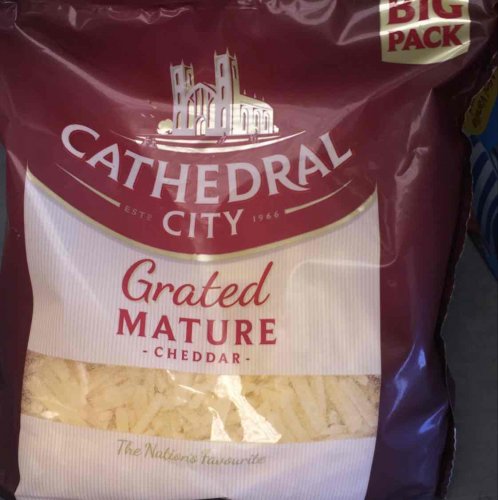 BIG
PACK
CATHEDRAL
ESTD 1966
CITY
Grated
MATURE
- CHEDDAR -
The Nation's Favourite